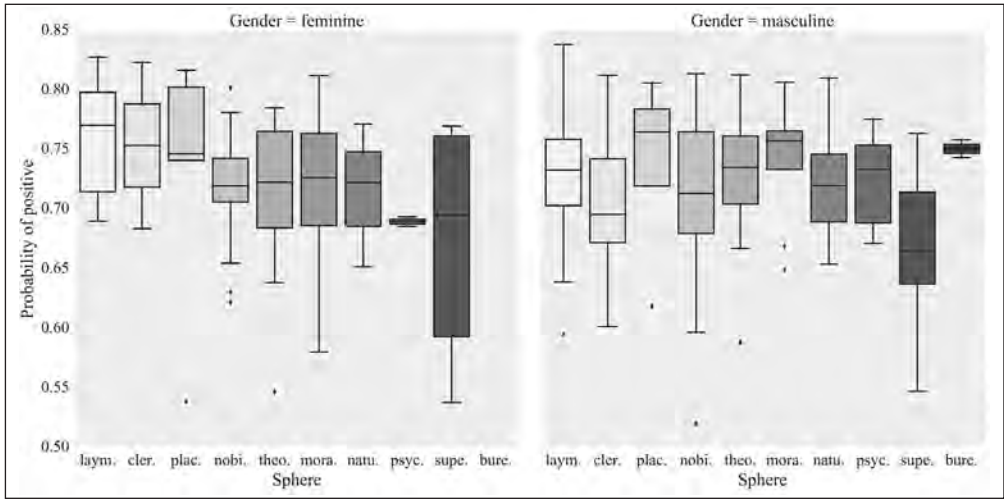 Gender = feminine
Gender = masculine
0.85
0.80
0.75
0.70
0.65
0.60
0.55
0.50
Probability of positive
laym. cler. plac. nobi. theo. mora. natu. psyc. supe. bure.
laym. cler. plac. nobi. theo. mora. natu. psyc. supe. bure.
Sphere
Sphere